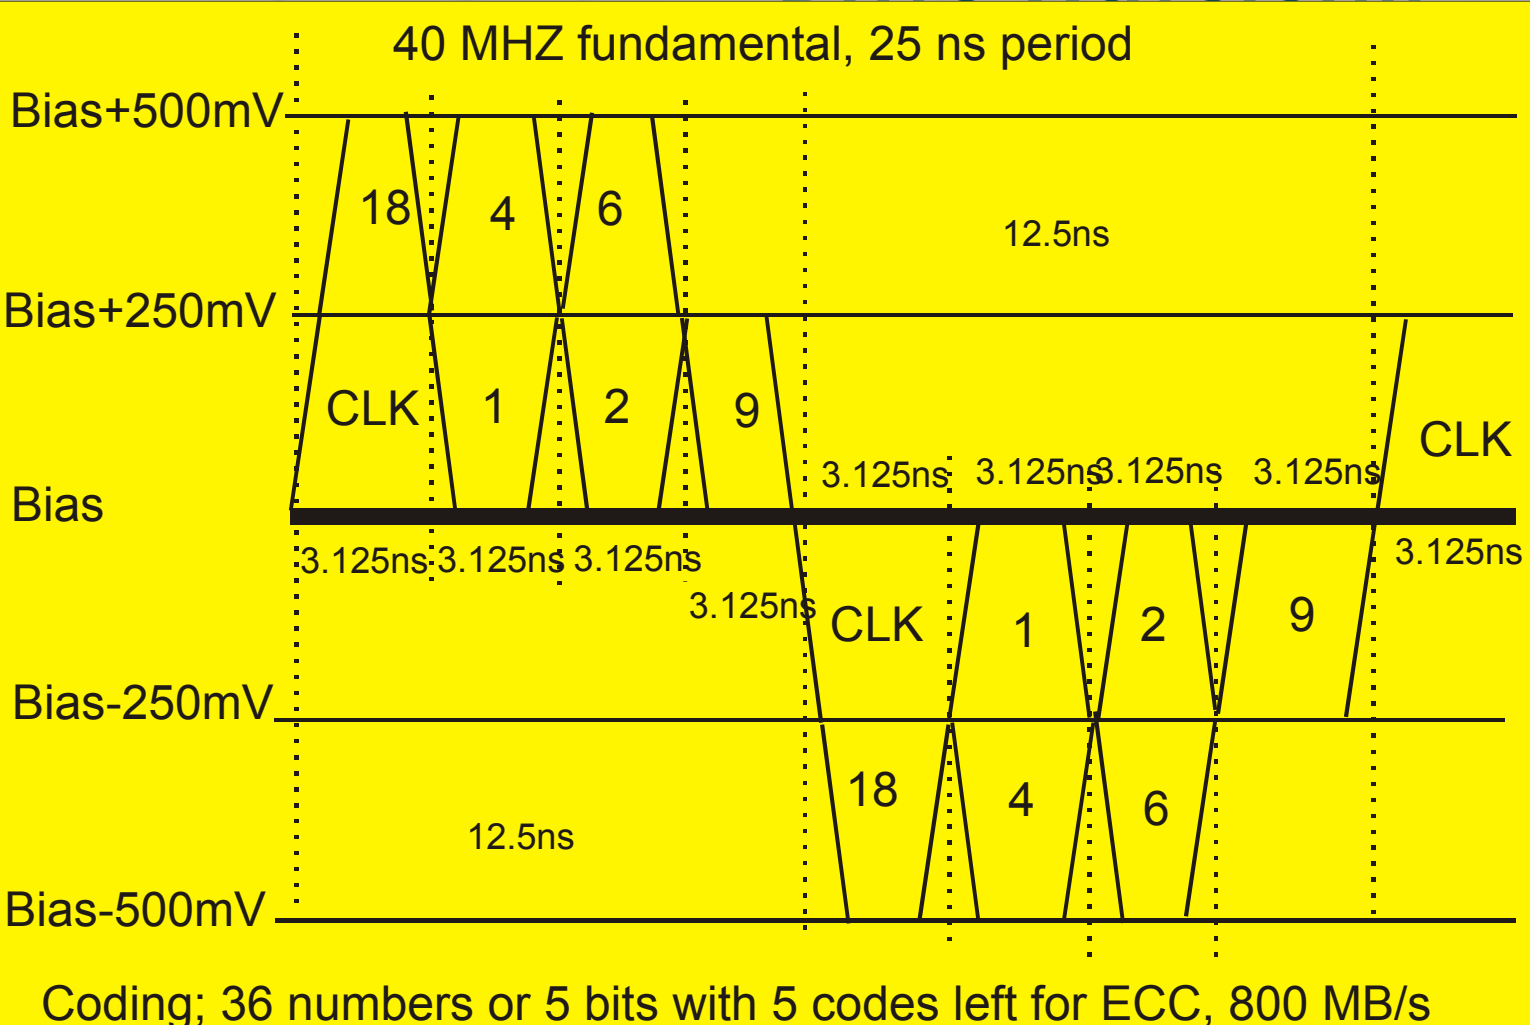 40 MHZ fundamental, 25 ns period
Bias+500mV
18 4 6
12.5ns
Bias+250mV
CLK 1 2 9
CLK
3.125ns 3.125ns 3.125ns 3.125ns
Bias
3.125ns 3.125ns 3.125ns
3.125ns
3.125ns
CLK 1 2 9
Bias-250mV
18 4 6
12.5ns
Bias-500mV
Coding; 36 numbers or 5 bits with 5 codes left for ECC, 800 MB/s